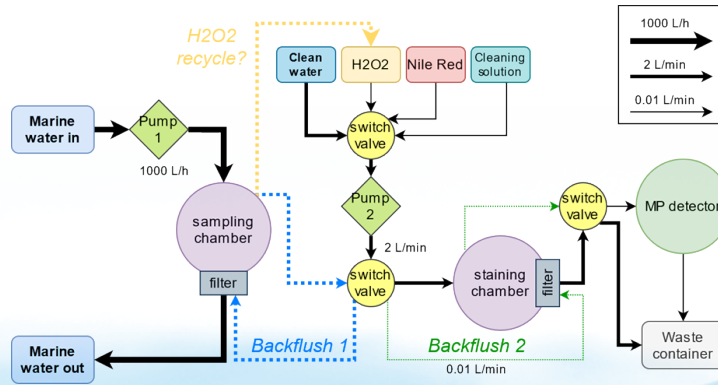 H2O2
recycle?
Clean
water
H2O2
Nile Red
Cleaning
solution
1000 L/h
2 L/min
0.01 L/min
Marine
water in
Pump
1
1000 L/h
switch
valve
sampling
chamber
filter
Pump
2
2 L/min
switch
valve
staining
chamber
filter
switch
valve
MP detector
Marine
water out
Backflush 1
Backflush 2
0.01 L/min
Waste
container